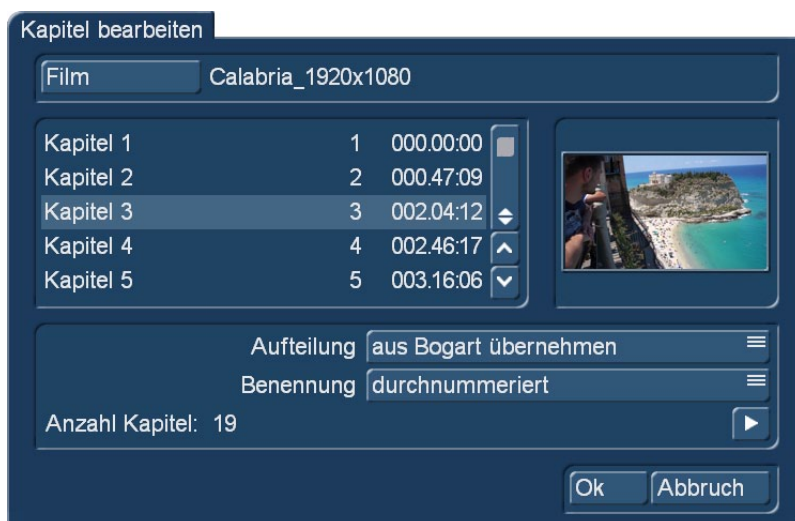 Kapitel bearbeiten
Film Calabria_1920x1080
Kapitel 1 1 000.00:00
Kapitel 2 2 000.47:09
Kapitel 3 3 002.04:12
Kapitel 4 4 002.46:17
Kapitel 5 5 003.16:06
Aufteilung aus Bogart übernehmen
Benennung durchnummeriert
Anzahl Kapitel: 19
Ok Abbruch